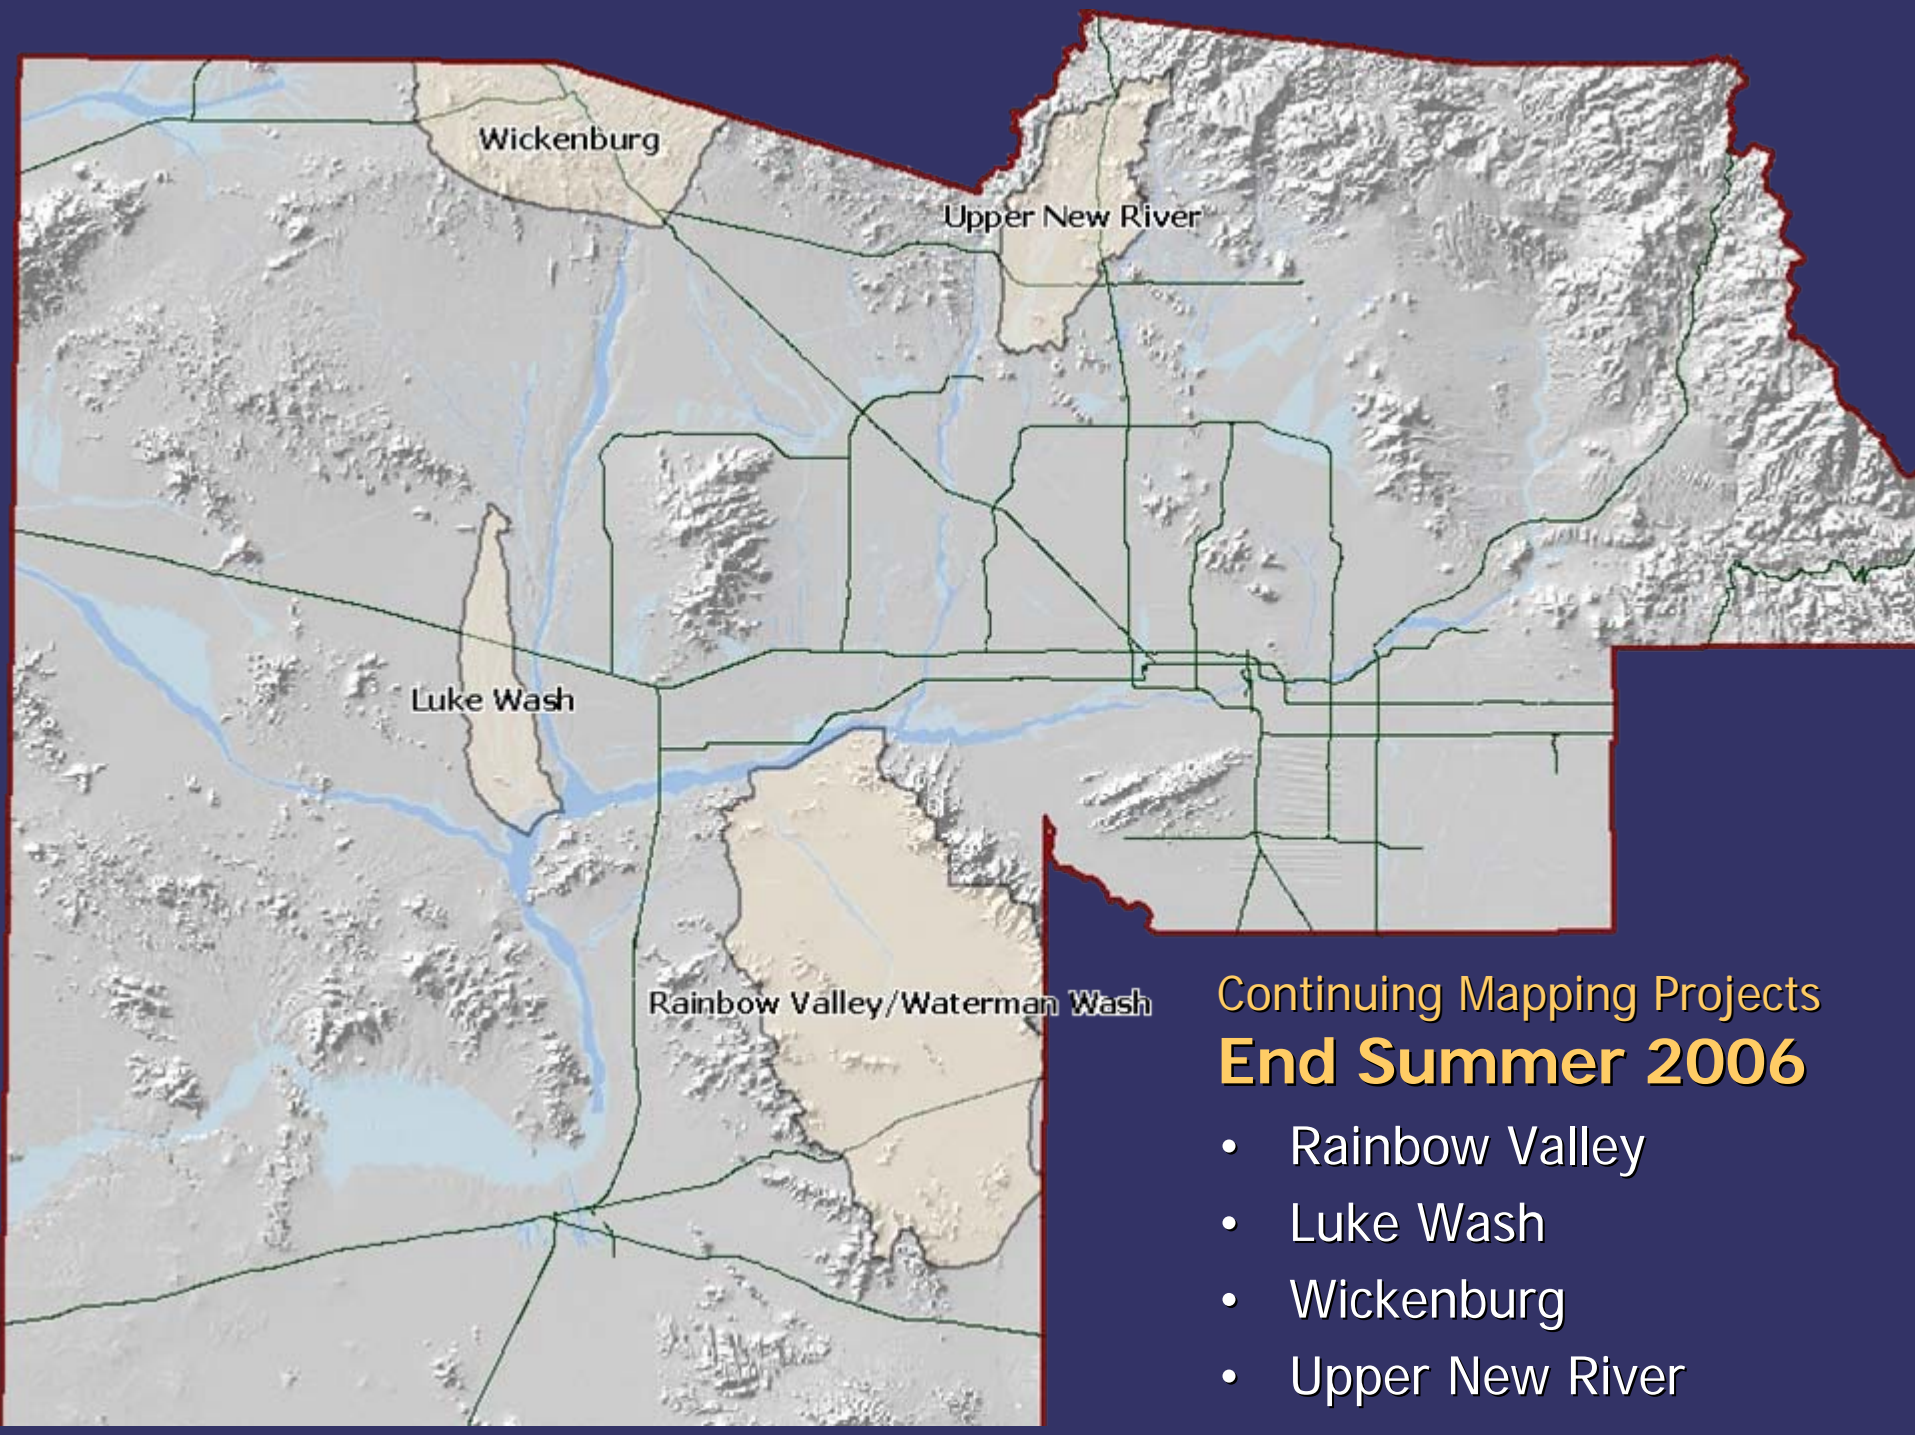 Wickenburg
Upper New River
Luke Wash
Rainbow Valley/Waterman Wash
Continuing Mapping Projects
End Summer 2006
• Rainbow Valley
• Luke Wash
• Wickenburg
• Upper New River